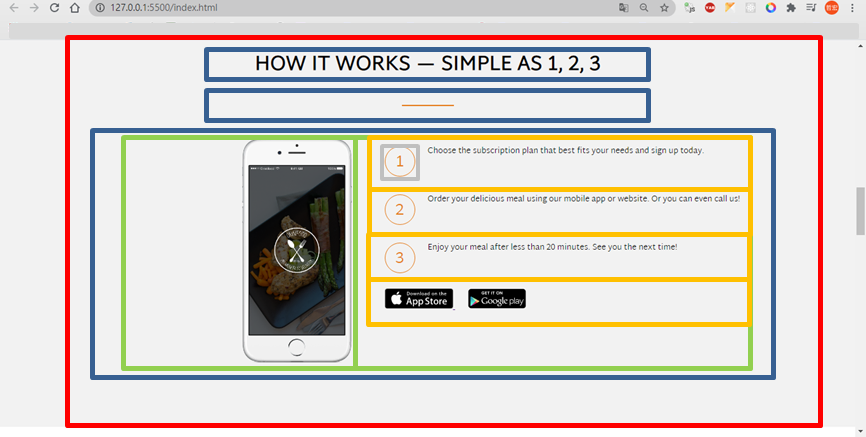 127.0.0.1:5500/index.html
HOW IT WORKS — SIMPLE AS 1, 2, 3
1
Choose the subscription plan that best fits your needs and sign up today.
2
Order your delicious meal using our mobile app or website. Or you can even call us!
3
Enjoy your meal after less than 20 minutes. See you the next time!
Download on the
App Store
GET IT ON
Google play